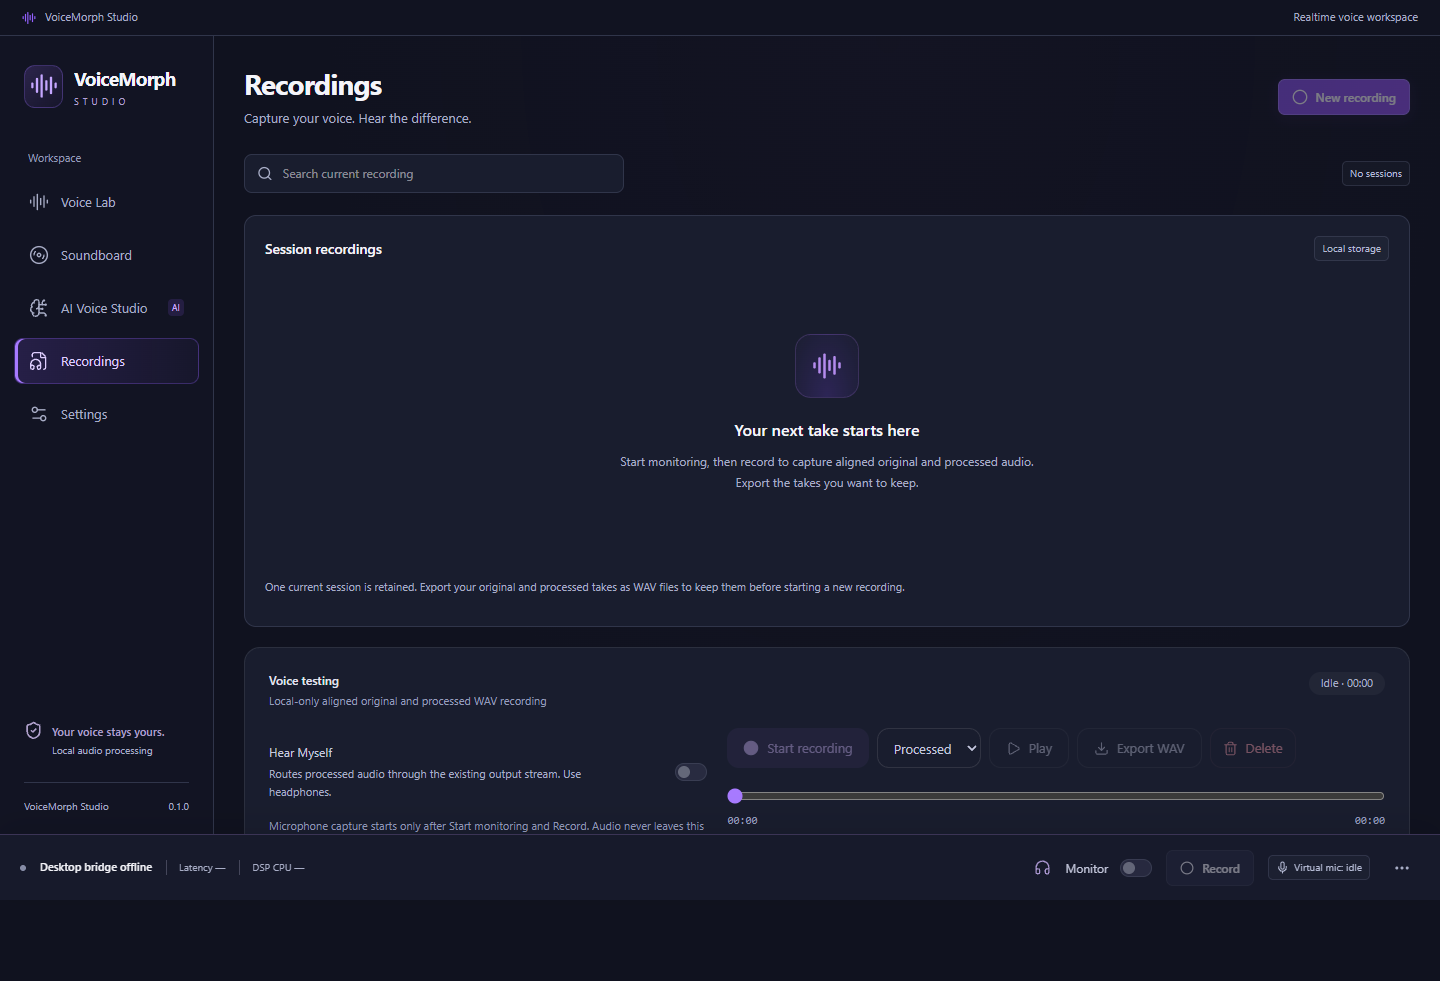 VoiceMorph Studio
Realtime voice workspace
VoiceMorph
STUDIO
Workspace
Voice Lab
Soundboard
AI Voice Studio
AI
Recordings
Settings
Your voice stays yours.
Local audio processing
VoiceMorph Studio
0.1.0
Recordings
Capture your voice. Hear the difference.
New recording
Search current recording
No sessions
Session recordings
Local storage
Your next take starts here
Start monitoring, then record to capture aligned original and processed audio.
Export the takes you want to keep.
One current session is retained. Export your original and processed takes as WAV files to keep them before starting a new recording.
Voice testing
Local-only aligned original and processed WAV recording
Idle · 00:00
Hear Myself
Routes processed audio through the existing output stream. Use
headphones.
Microphone capture starts only after Start monitoring and Record. Audio never leaves this
Start recording
Processed
Play
Export WAV
Delete
00:00
00:00
Desktop bridge offline
Latency —
DSP CPU —
Monitor
Record
Virtual mic: idle